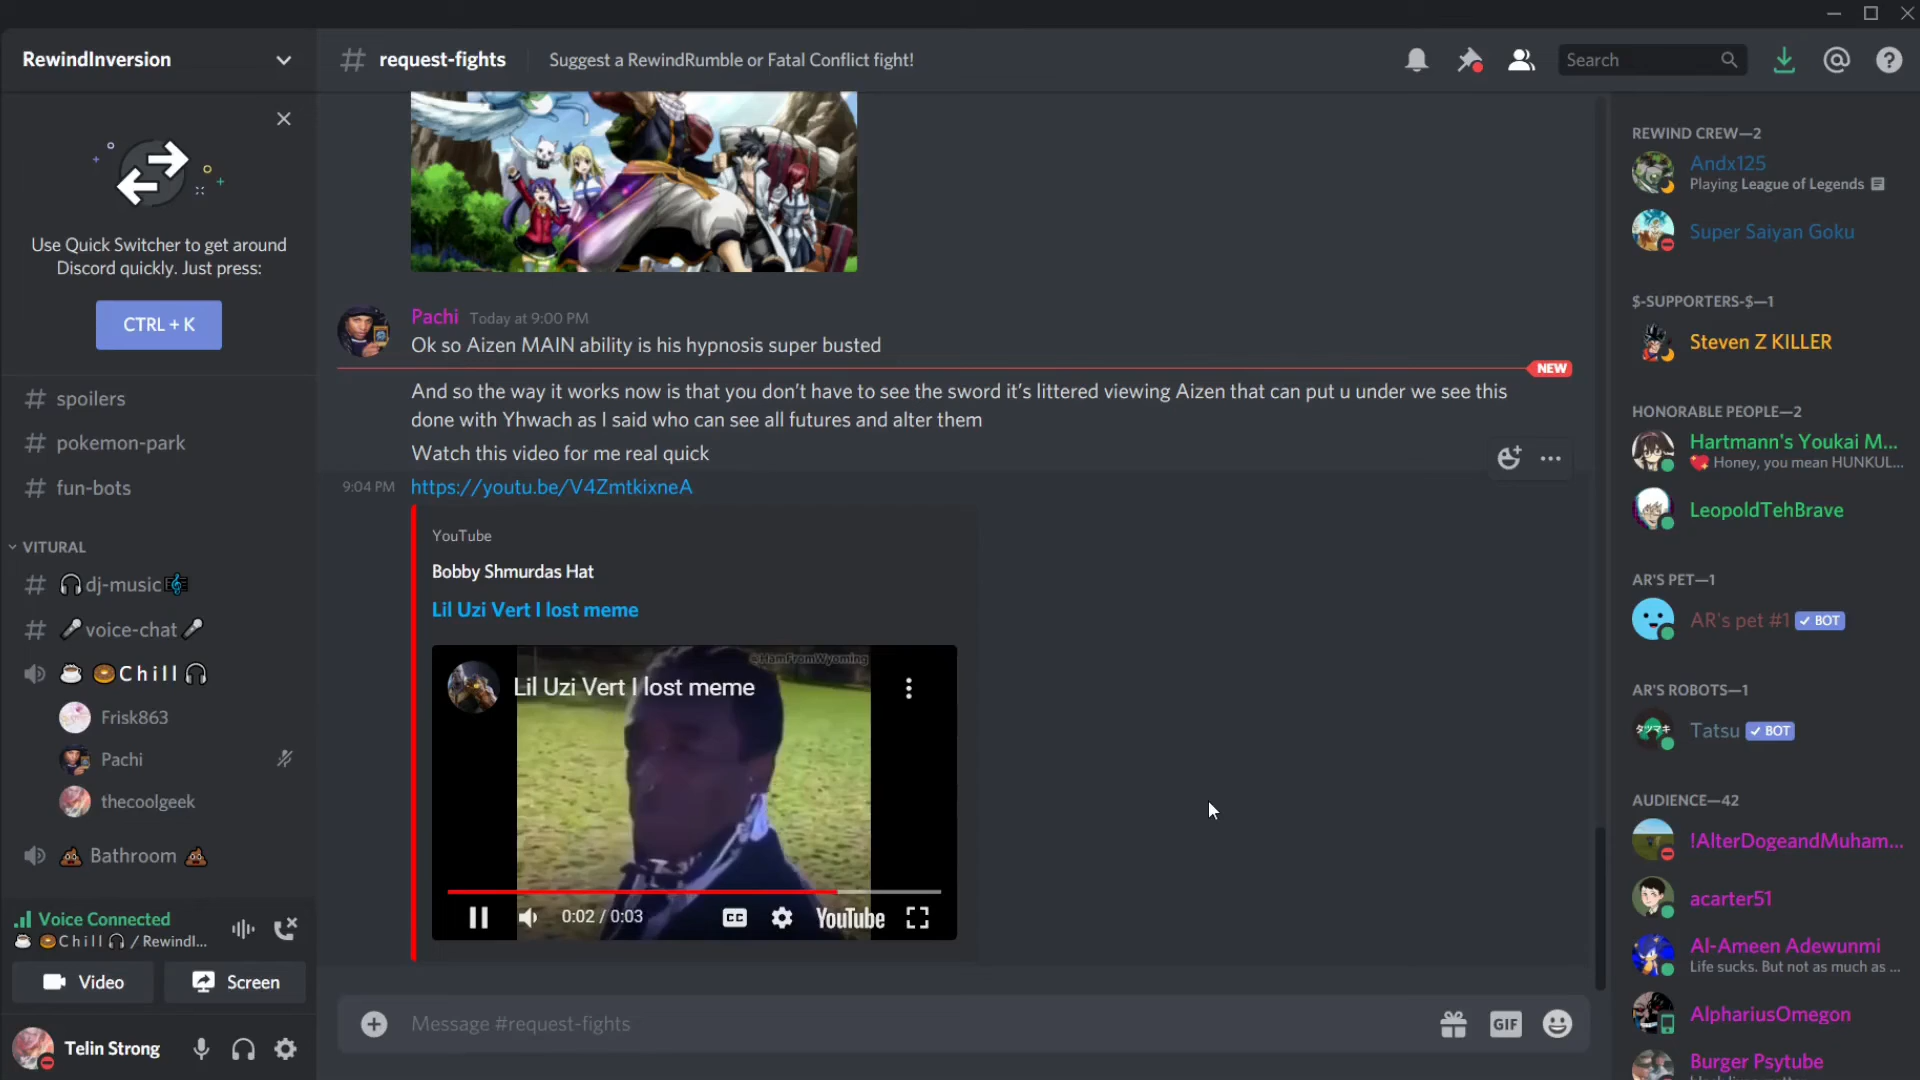 RewindInversion
request-fights
Suggest a RewindRumble or Fatal Conflict fight!
Search
Use Quick Switcher to get around
Discord quickly. Just press:
CTRL + K
spoilers
pokemon-park
fun-bots
VITURAL
dj-music
voice-chat
Chill
Frisk863
Pachi
thecoolgeek
Bathroom
Voice Connected
Chill / RewindI...
Video
Screen
Telin Strong
Pachi Today at 9:00 PM
Ok so Aizen MAIN ability is his hypnosis super busted
NEW
And so the way it works now is that you don't have to see the sword it's littered viewing Aizen that can put u under we see this
done with Yhwach as I said who can see all futures and alter them
Watch this video for me real quick
9:04 PM https://youtu.be/V4ZmtkixneA
YouTube
Bobby Shmurdas Hat
Lil Uzi Vert I lost meme
@HamFromWyoming
Lil Uzi Vert I lost meme
0:02 / 0:03
CC
YouTube
Message #request-fights
GIF
REWIND CREW—2
Andx125
Playing League of Legends
Super Saiyan Goku
$-SUPPORTERS-$—1
Steven Z KILLER
HONORABLE PEOPLE—2
Hartmann's Youkai M...
Honey, you mean HUNKUL...
LeopoldTehBrave
AR'S PET—1
AR's pet #1 BOT
AR'S ROBOTS—1
タツマキ
Tatsu BOT
AUDIENCE—42
!AlterDogeandMuham...
acarter51
Al-Ameen Adewunmi
Life sucks. But not as much as ...
AlphariusOmegon
Burger Psytube